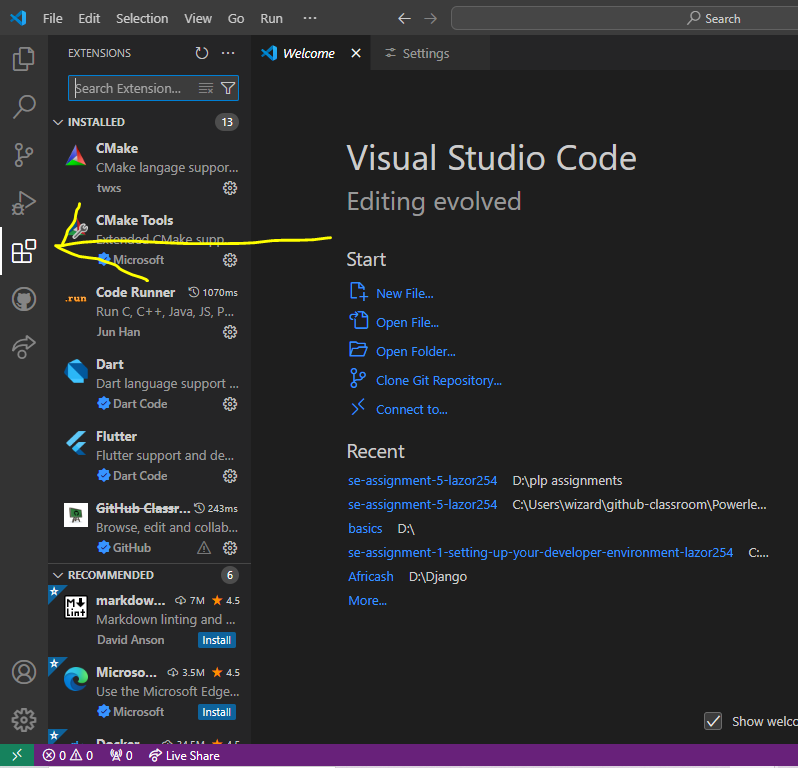 File Edit Selection View Go Run ··· Search
EXTENSIONS
Welcome
Settings
Search Extension...
INSTALLED 13
CMake
CMake langage suppor...
twxs
CMake Tools
Extended CMake supp...
Microsoft
Code Runner 1070ms
.run
Run C, C++, Java, JS, P...
Jun Han
Dart
Dart language support ...
Dart Code
Flutter
Flutter support and de...
Dart Code
GitHub Classr... 243ms
Browse, edit and collab...
GitHub
RECOMMENDED 6
markdow... 7M 4.5
Markdown linting and ...
David Anson Install
Microso... 3.5M 4.5
Use the Microsoft Edge...
Microsoft Install
Docker 4.5
Visual Studio Code
Editing evolved
Start
New File...
Open File...
Open Folder...
Clone Git Repository...
Connect to...
Recent
se-assignment-5-lazor254 D:\plp assignments
se-assignment-5-lazor254 C:\Users\wizard\github-classroom\Powerle...
basics D:\
se-assignment-1-setting-up-your-developer-environment-lazor254 C:...
Africash D:\Django
More...
Show welco
0 0 0 Live Share